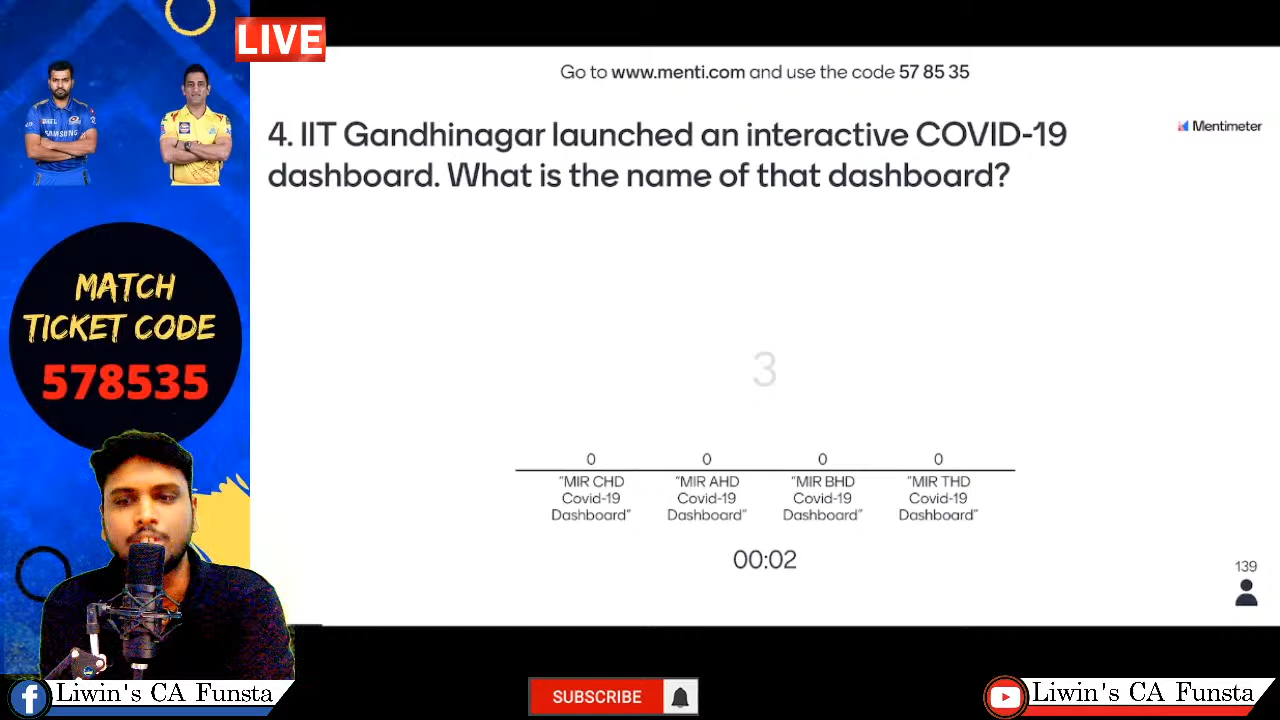 LIVE
Go to www.menti.com and use the code 57 85 35
4. IIT Gandhinagar launched an interactive COVID-19
dashboard. What is the name of that dashboard?
Mentimeter
SAMSUNG
MATCH
TICKET CODE
578535
3
0 0 0 0
"MIR CHD
Covid-19
Dashboard"
"MIR AHD
Covid-19
Dashboard"
"MIR BHD
Covid-19
Dashboard"
"MIR THD
Covid-19
Dashboard"
00:02
139
Liwin's CA Funsta
SUBSCRIBE
Liwin's CA Funsta